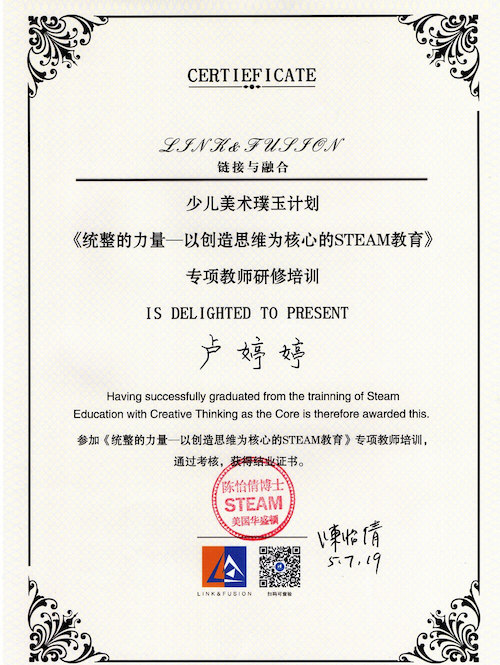 CERTIEFICATE
LINK&FUSION
链接与融合
少儿美术璞玉计划
《统整的力量—以创造思维为核心的STEAM教育》
专项教师研修培训
IS DELIGHTED TO PRESENT
卢婷婷
Having successfully graduated from the trainning of Steam
Education with Creative Thinking as the Core is therefore awarded this.
参加《统整的力量—以创造思维为核心的STEAM教育》专项教师培训，
通过考核，获得结业证书。
陈怡倩博士
STEAM
美国华盛顿
陳怡倩
5.7.19
LINK&FUSION
扫码可查验